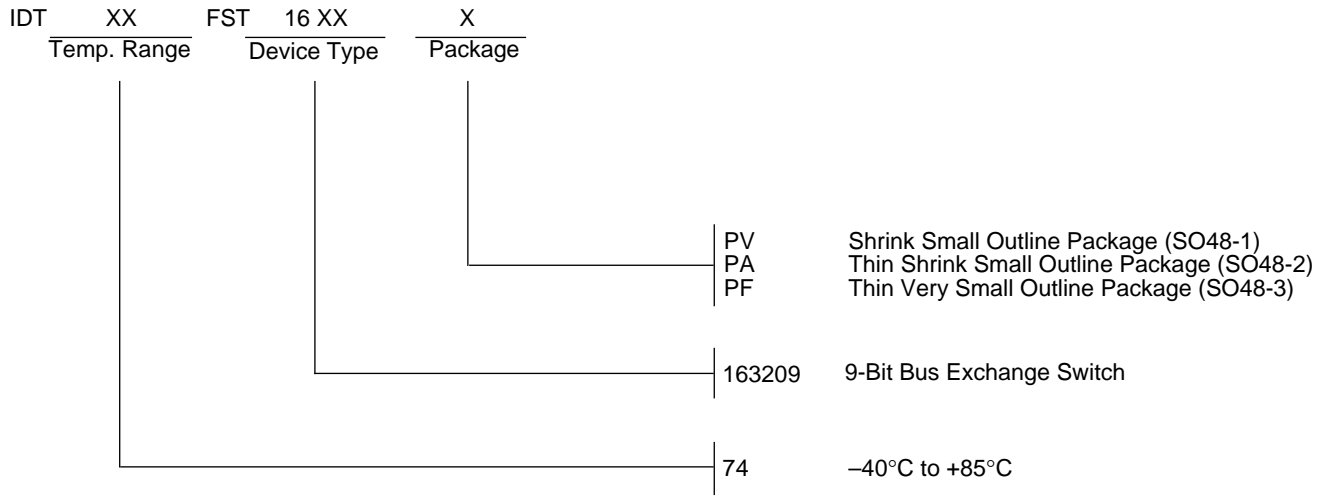 IDT XX FST 16 XX X
Temp. Range Device Type Package
PV Shrink Small Outline Package (SO48-1)
PA Thin Shrink Small Outline Package (SO48-2)
PF Thin Very Small Outline Package (SO48-3)
163209 9-Bit Bus Exchange Switch
74 –40°C to +85°C